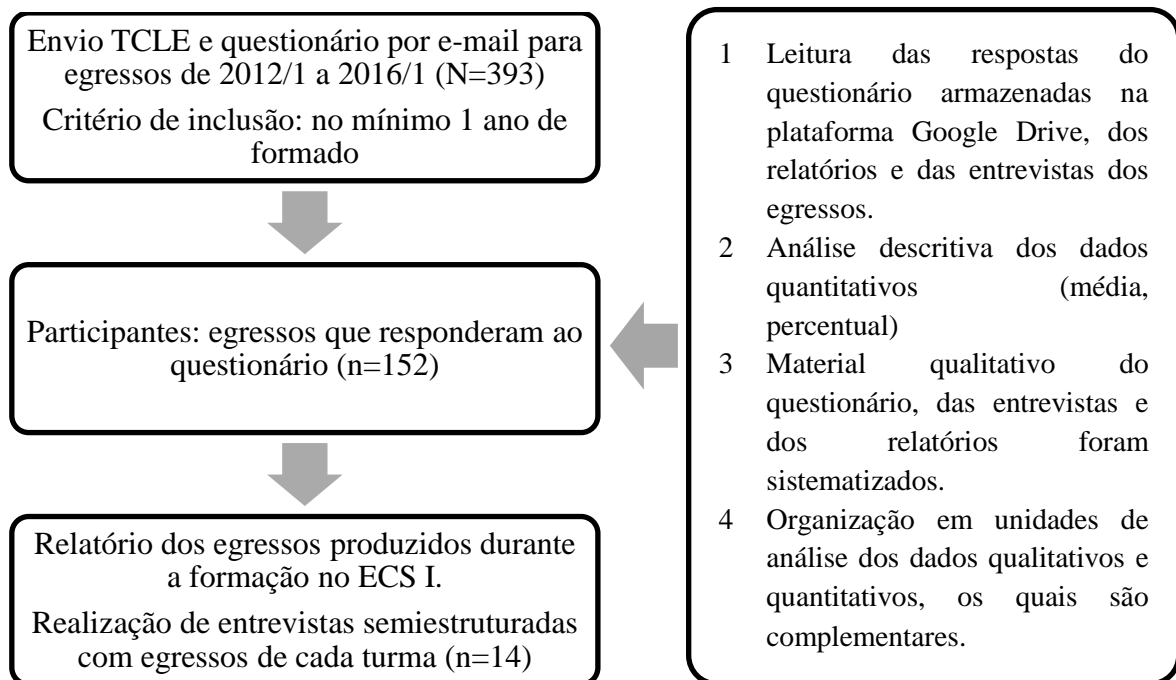 Envio TCLE e questionário por e-mail para
egressos de 2012/1 a 2016/1 (N=393)
Critério de inclusão: no mínimo 1 ano de
formado
Participantes: egressos que responderam ao
questionário (n=152)
Relatório dos egressos produzidos durante
a formação no ECS I.
Realização de entrevistas semiestruturadas
com egressos de cada turma (n=14)
1 Leitura das respostas do
questionário armazenadas na
plataforma Google Drive, dos
relatórios e das entrevistas dos
egressos.
2 Análise descritiva dos dados
quantitativos (média,
percentual)
3 Material qualitativo do
questionário, das entrevistas e
dos relatórios foram
sistematizados.
4 Organização em unidades de
análise dos dados qualitativos e
quantitativos, os quais são
complementares.